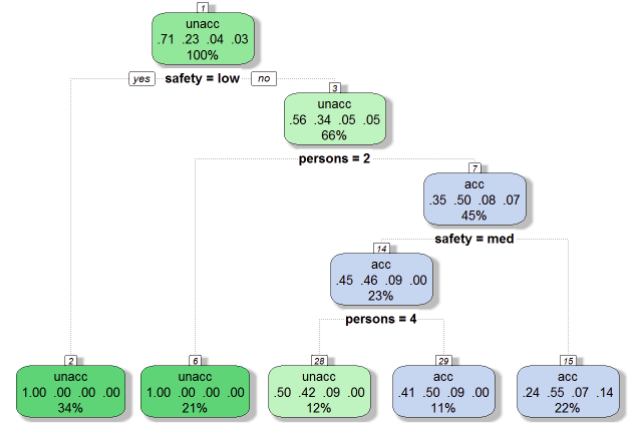 1
unacc
.71 .23 .04 .03
100%
yes safety = low no
3
unacc
.56 .34 .05 .05
66%
persons = 2
7
acc
.35 .50 .08 .07
45%
safety = med
14
acc
.45 .46 .09 .00
23%
persons = 4
2
unacc
1.00 .00 .00 .00
34%
6
unacc
1.00 .00 .00 .00
21%
28
unacc
.50 .42 .09 .00
12%
29
acc
.41 .50 .09 .00
11%
15
acc
.24 .55 .07 .14
22%